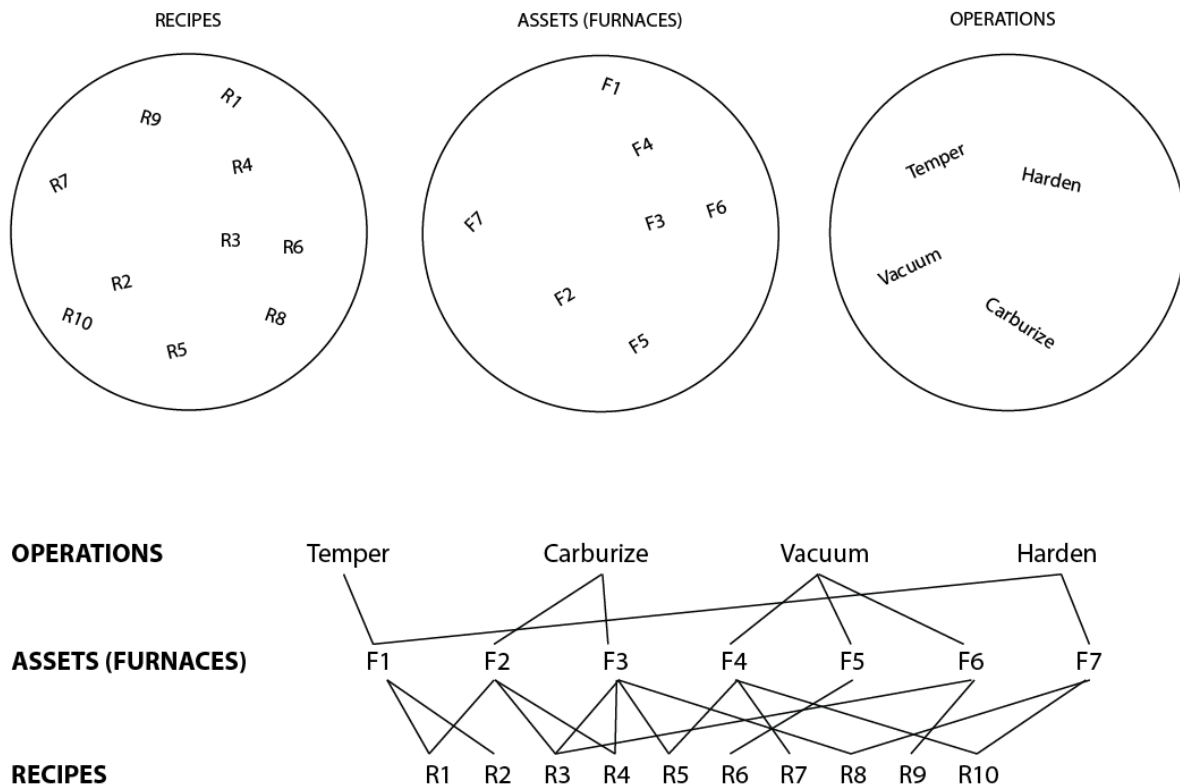 RECIPES
ASSETS (FURNACES)
OPERATIONS
R1
R9
R4
R7
R3
R6
R2
R10
R8
R5
F1
F4
F6
F3
F7
F2
F5
Temper
Harden
Vacuum
Carburize
OPERATIONS Temper Carburize Vacuum Harden
ASSETS (FURNACES) F1 F2 F3 F4 F5 F6 F7
RECIPES R1 R2 R3 R4 R5 R6 R7 R8 R9 R10